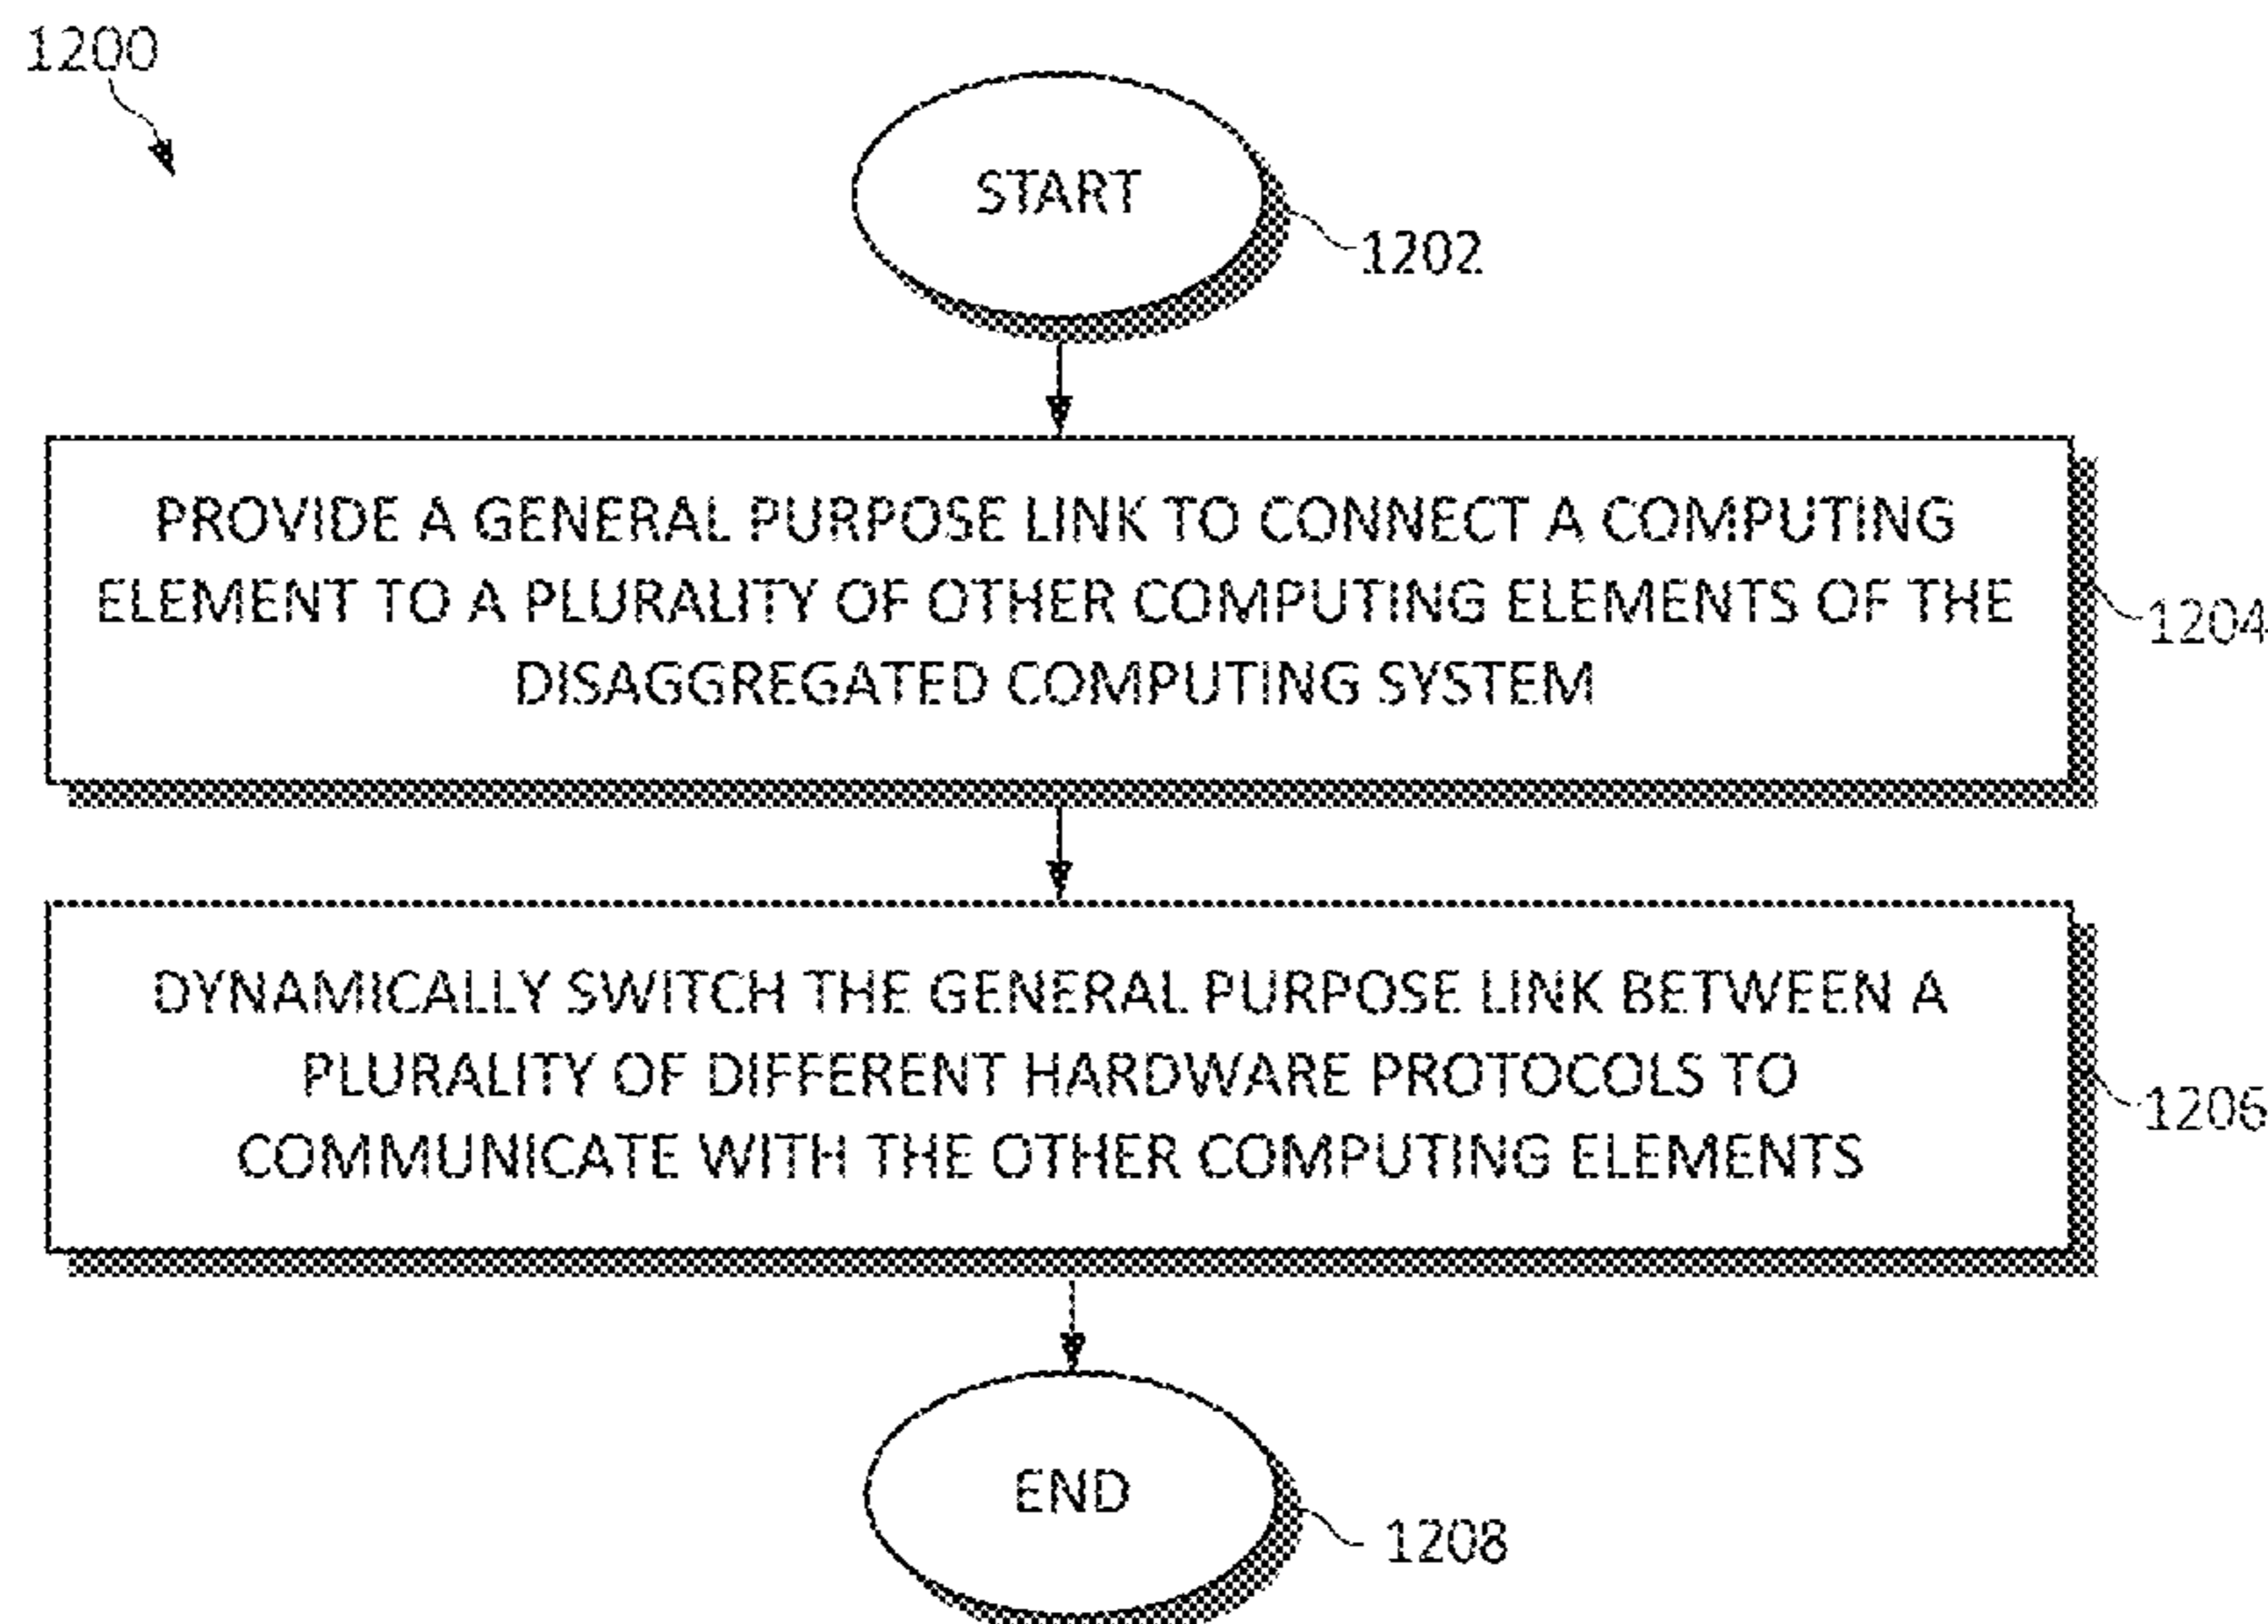 1200
START
1202
PROVIDE A GENERAL PURPOSE LINK TO CONNECT A COMPUTING
ELEMENT TO A PLURALITY OF OTHER COMPUTING ELEMENTS OF THE
DISAGGREGATED COMPUTING SYSTEM
1204
DYNAMICALLY SWITCH THE GENERAL PURPOSE LINK BETWEEN A
PLURALITY OF DIFFERENT HARDWARE PROTOCOLS TO
COMMUNICATE WITH THE OTHER COMPUTING ELEMENTS
1206
END
1208